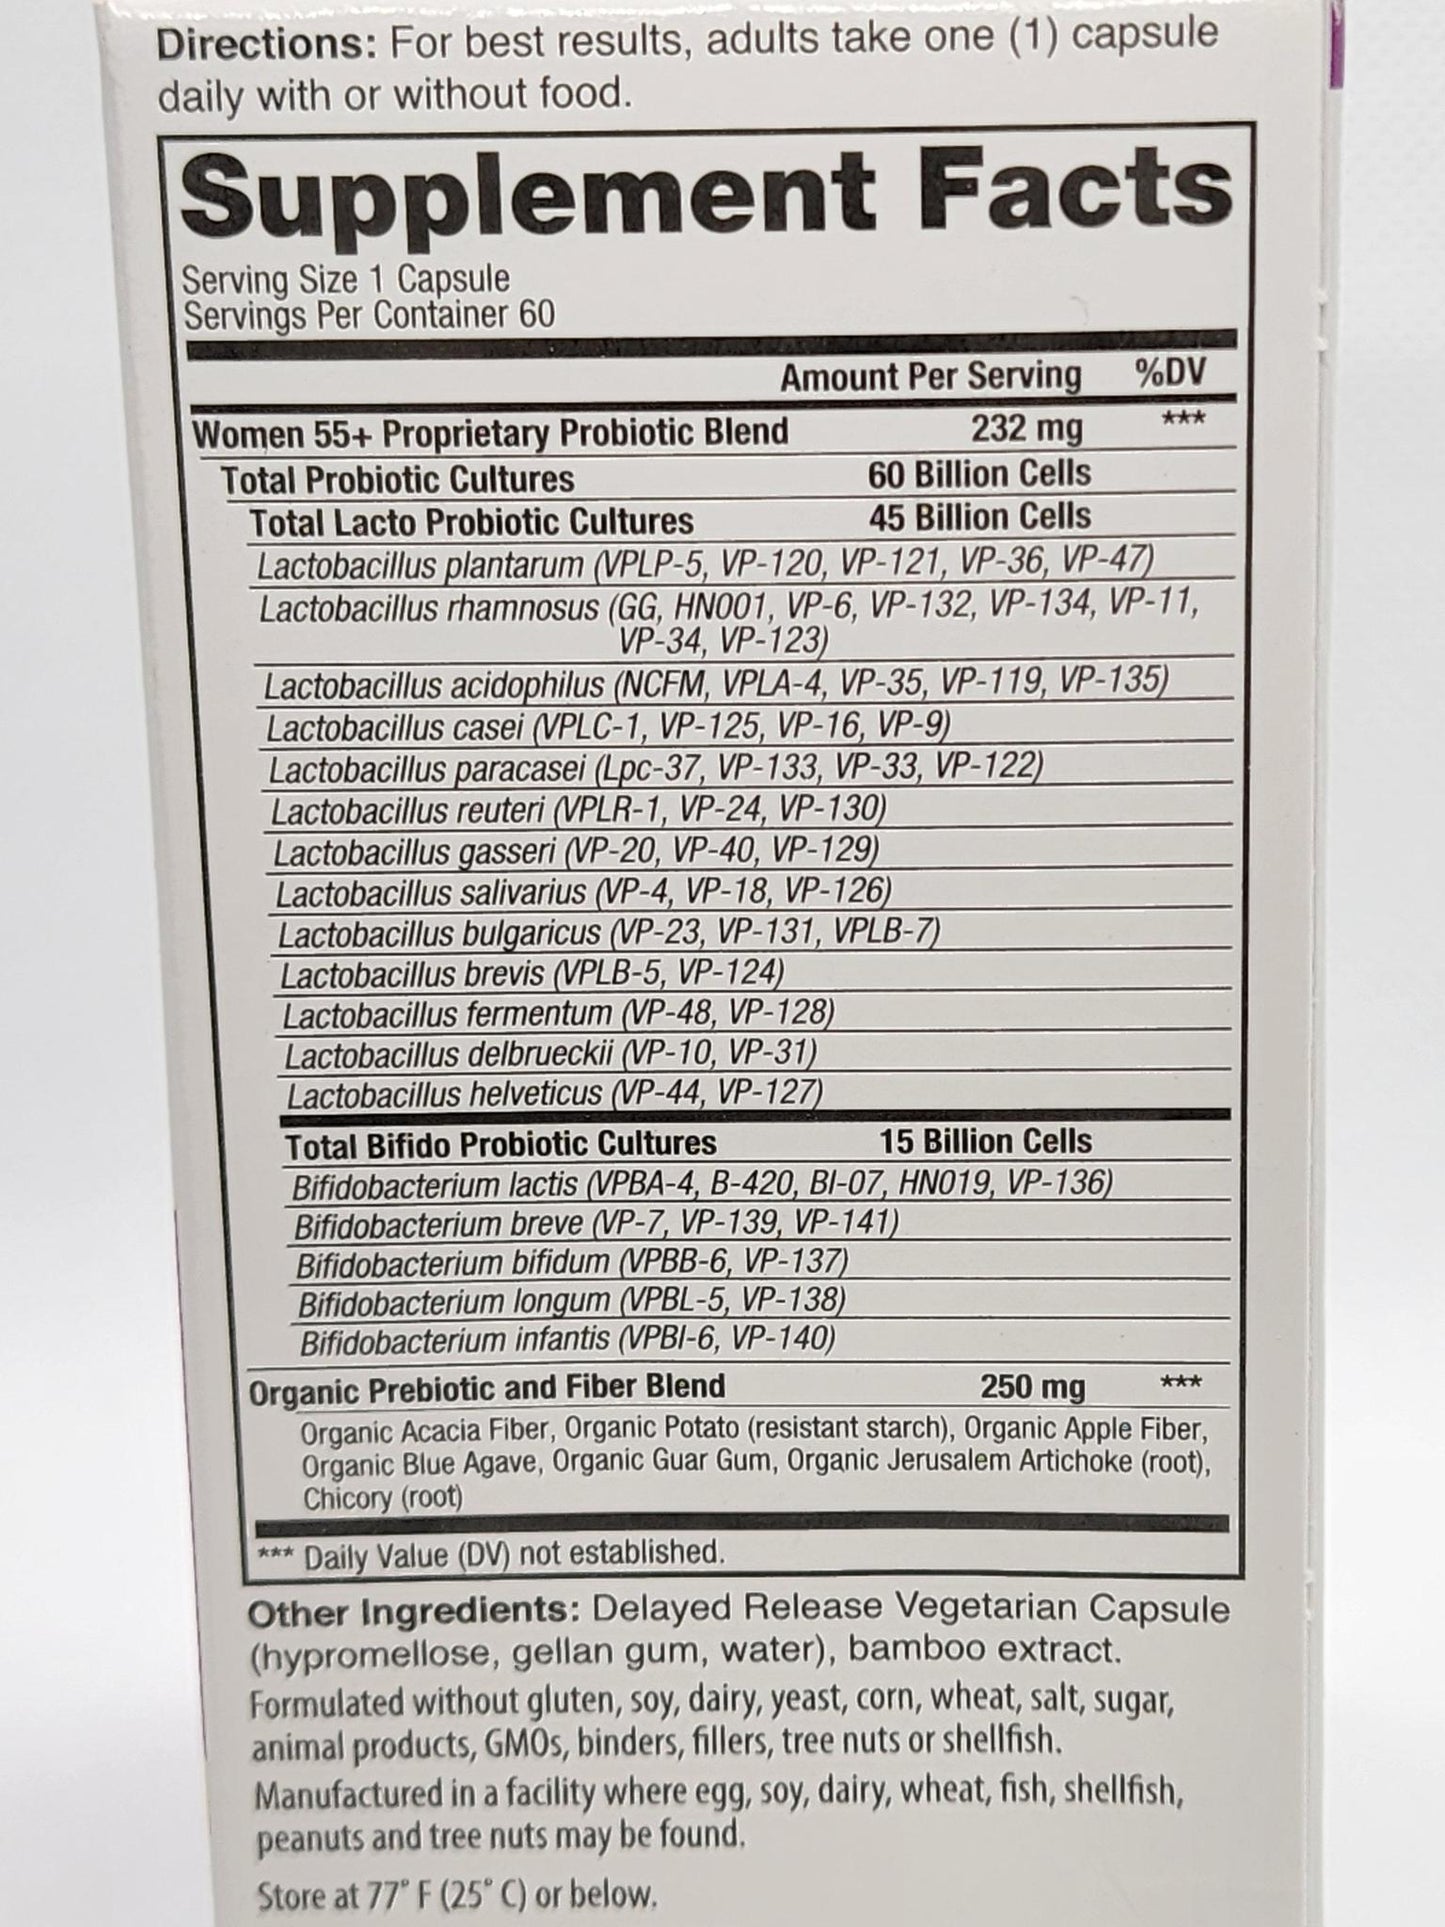 Directions: For best results, adults take one (1) capsule
daily with or without food.
Supplement Facts
Serving Size 1 Capsule
Servings Per Container 60
Amount Per Serving %DV
Women 55+ Proprietary Probiotic Blend 232 mg ***
Total Probiotic Cultures 60 Billion Cells
Total Lacto Probiotic Cultures 45 Billion Cells
Lactobacillus plantarum (VPLP-5, VP-120, VP-121, VP-36, VP-47)
Lactobacillus rhamnosus (GG, HN001, VP-6, VP-132, VP-134, VP-11,
VP-34, VP-123)
Lactobacillus acidophilus (NCFM, VPLA-4, VP-35, VP-119, VP-135)
Lactobacillus casei (VPLC-1, VP-125, VP-16, VP-9)
Lactobacillus paracasei (Lpc-37, VP-133, VP-33, VP-122)
Lactobacillus reuteri (VPLR-1, VP-24, VP-130)
Lactobacillus gasseri (VP-20, VP-40, VP-129)
Lactobacillus salivarius (VP-4, VP-18, VP-126)
Lactobacillus bulgaricus (VP-23, VP-131, VPLB-7)
Lactobacillus brevis (VPLB-5, VP-124)
Lactobacillus fermentum (VP-48, VP-128)
Lactobacillus delbrueckii (VP-10, VP-31)
Lactobacillus helveticus (VP-44, VP-127)
Total Bifido Probiotic Cultures 15 Billion Cells
Bifidobacterium lactis (VPBA-4, B-420, BI-07, HN019, VP-136)
Bifidobacterium breve (VP-7, VP-139, VP-141)
Bifidobacterium bifidum (VPBB-6, VP-137)
Bifidobacterium longum (VPBL-5, VP-138)
Bifidobacterium infantis (VPBI-6, VP-140)
Organic Prebiotic and Fiber Blend 250 mg ***
Organic Acacia Fiber, Organic Potato (resistant starch), Organic Apple Fiber,
Organic Blue Agave, Organic Guar Gum, Organic Jerusalem Artichoke (root),
Chicory (root)
*** Daily Value (DV) not established.
Other Ingredients: Delayed Release Vegetarian Capsule
(hypromellose, gellan gum, water), bamboo extract.
Formulated without gluten, soy, dairy, yeast, corn, wheat, salt, sugar,
animal products, GMOs, binders, fillers, tree nuts or shellfish.
Manufactured in a facility where egg, soy, dairy, wheat, fish, shellfish,
peanuts and tree nuts may be found.
Store at 77° F (25° C) or below.